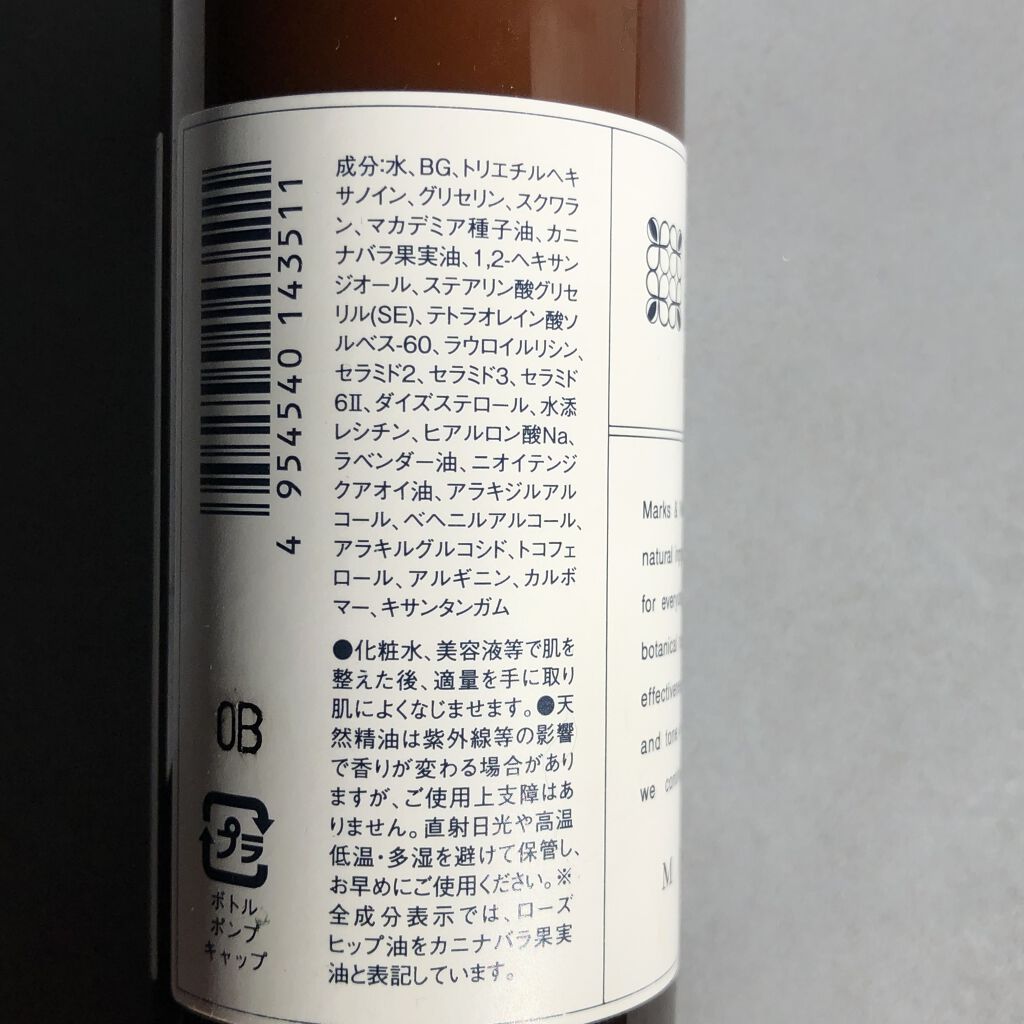 成分:水、BG、トリエチルヘキ
サノイン、グリセリン、スクワラ
ン、マカデミア種子油、カニ
ナバラ果実油、1,2-ヘキサン
ジオール、ステアリン酸グリセ
リル(SE)、テトラオレイン酸ソ
ルベス-60、ラウロイルリシン、
セラミド2、セラミド3、セラミド
6Ⅱ、ダイズステロール、水添
レシチン、ヒアルロン酸Na、
ラベンダー油、ニオイテンジ
クアオイ油、アラキジルアル
コール、ベヘニルアルコール、
アラキルグルコシド、トコフェ
ロール、アルギニン、カルボ
マー、キサンタンガム
●化粧水、美容液等で肌を
整えた後、適量を手に取り
肌によくなじませます。●天
然精油は紫外線等の影響
で香りが変わる場合があり
ますが、ご使用上支障はあ
りません。直射日光や高温
低温・多湿を避けて保管し、
お早めにご使用ください。※
全成分表示では、ローズ
ヒップ油をカニナバラ果実
油と表記しています。
4 954540 143511
0B
プラ
ボトル
ポンプ
キャップ
Marks &
natural
for
botanical
and
we
M